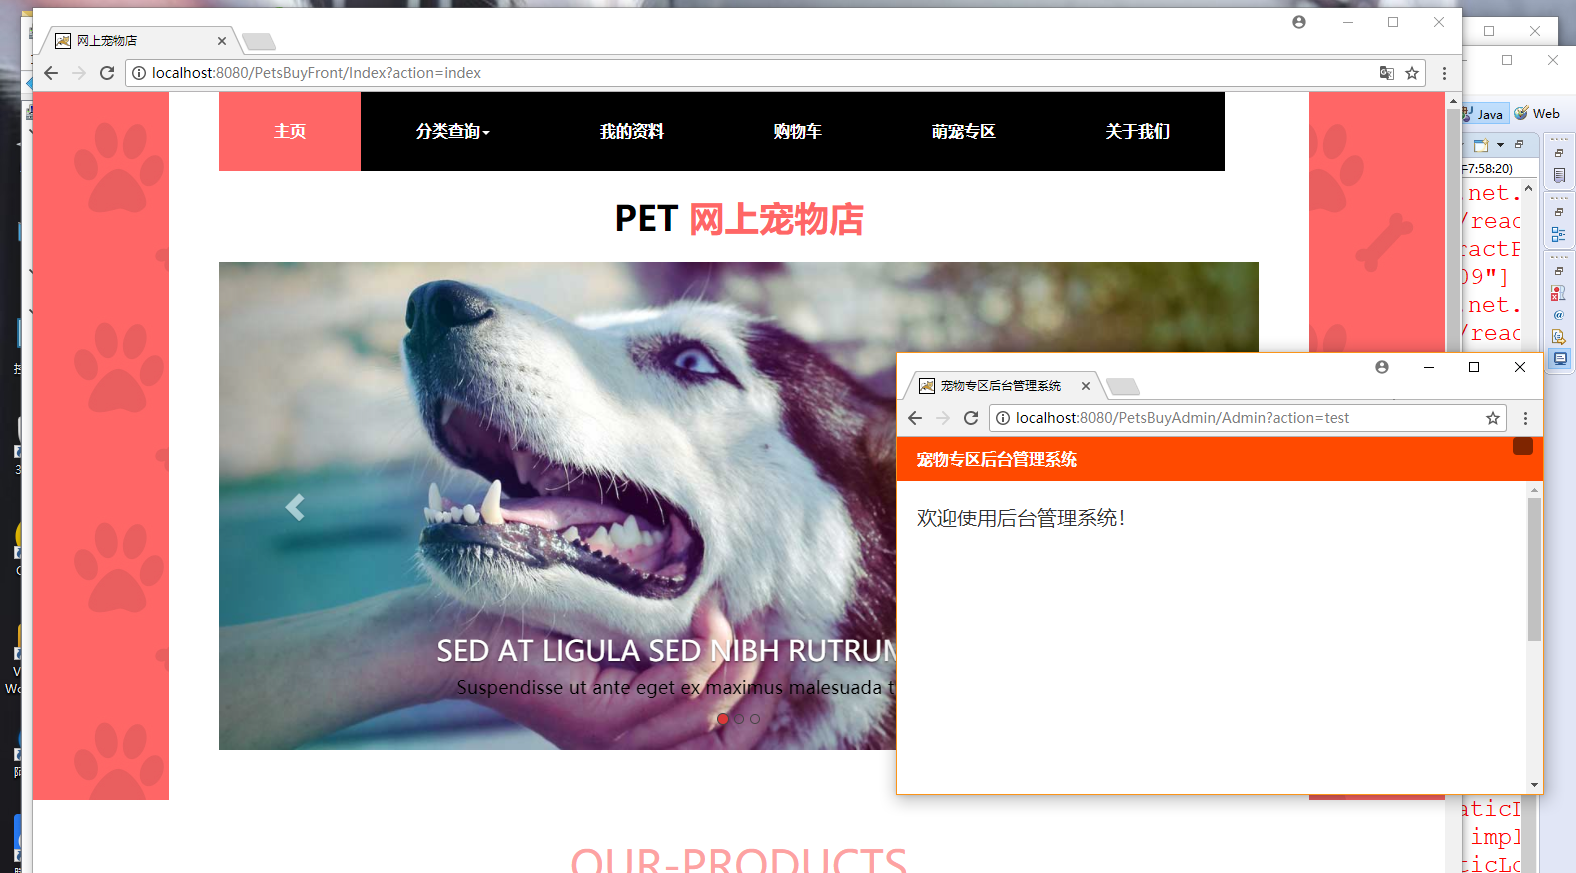 网上宠物店
localhost:8080/PetsBuyFront/Index?action=index
主页
分类查询
我的资料
购物车
萌宠专区
关于我们
PET 网上宠物店
SED AT LIGULA SED NIBH RUTRUM
Suspendisse ut ante eget ex maximus malesuada
OUR-PRODUCTS
宠物专区后台管理系统
localhost:8080/PetsBuyAdmin/Admin?action=test
宠物专区后台管理系统
欢迎使用后台管理系统!
Java
Web
7:58:20)
.net.
/reac
ractP
09"]
.net.
/reac
aticL
impl
ticLo